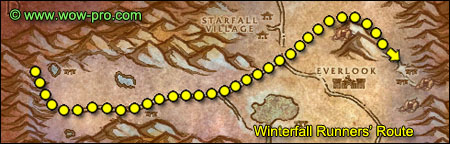 © www.wow-pro.com
STARFALL
VILLAGE
EVERLOOK
Winterfall Runners' Route